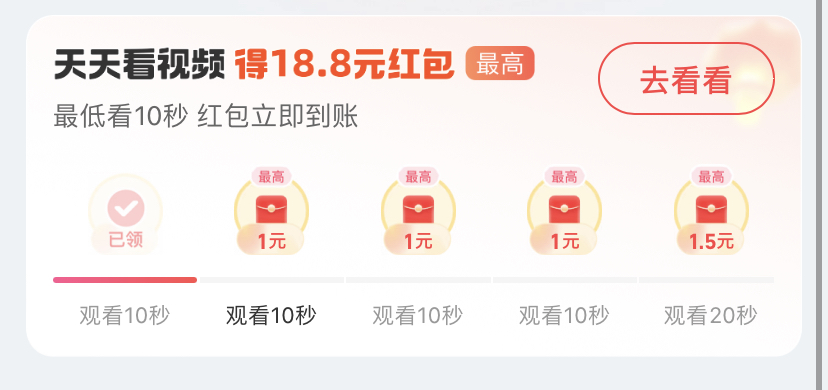 天天看视频 得18.8元红包 最高
去看看
最低看10秒 红包立即到账
最高 最高 最高 最高
已领 1元 1元 1元 1.5元
观看10秒 观看10秒 观看10秒 观看10秒 观看20秒